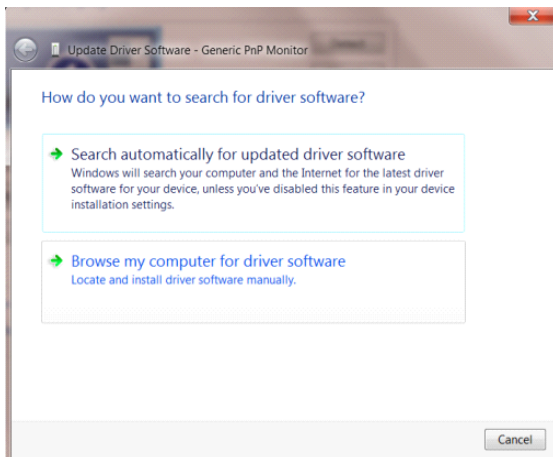 Update Driver Software - Generic PnP Monitor
How do you want to search for driver software?
Search automatically for updated driver software
Windows will search your computer and the Internet for the latest driver
software for your device, unless you've disabled this feature in your device
installation settings.
Browse my computer for driver software
Locate and install driver software manually.
Cancel